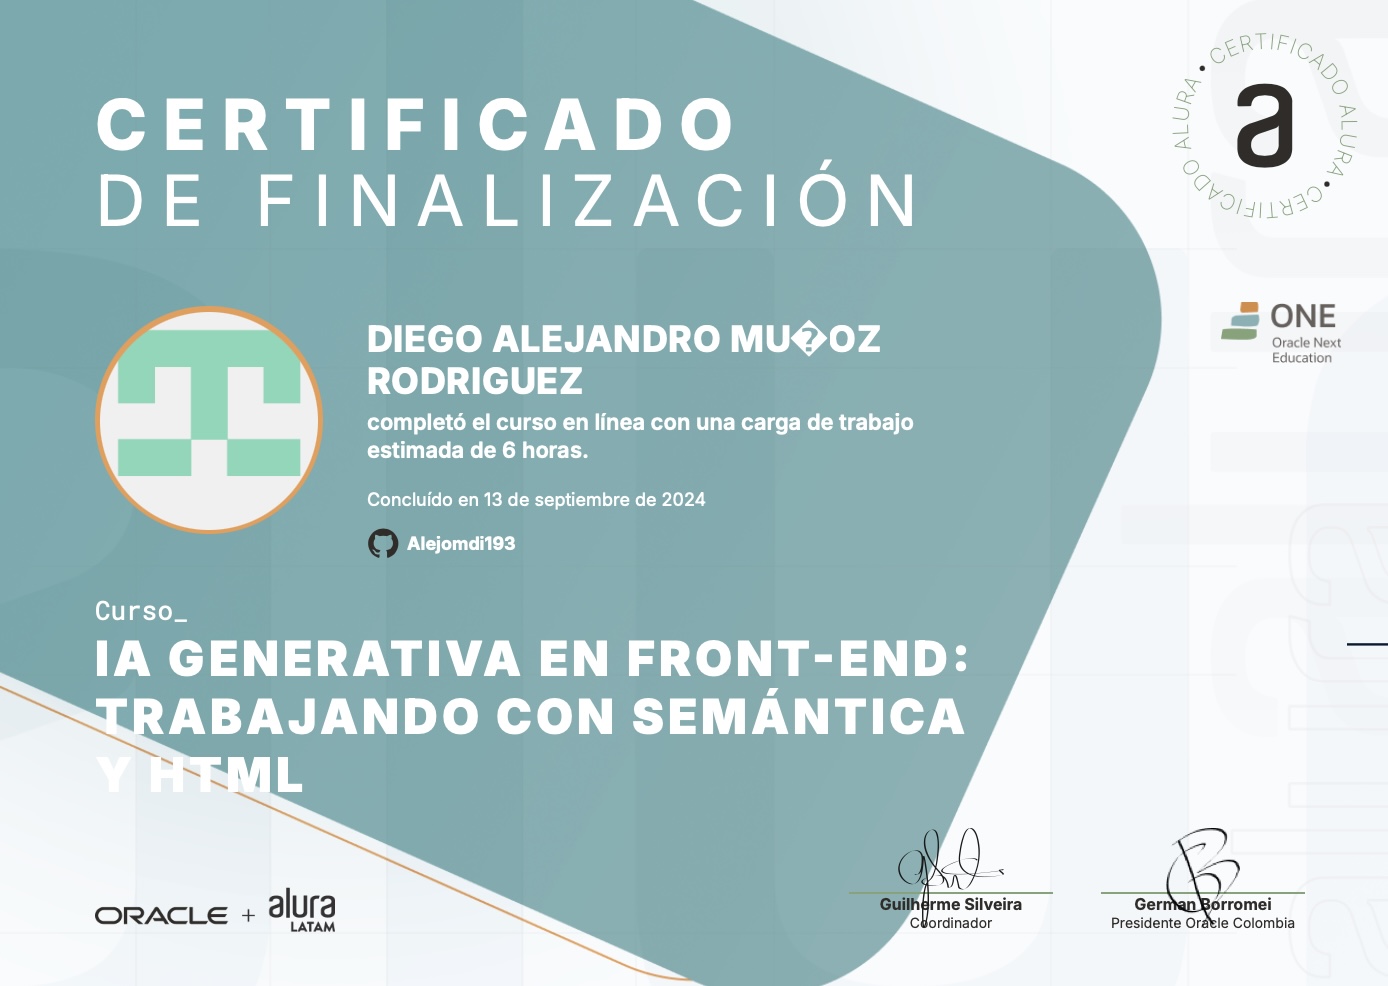 CERTIFICADO
DE FINALIZACIÓN
CERTIFICADO ALURA • CERTIFICADO ALURA •
a
ONE
Oracle Next
Education
DIEGO ALEJANDRO MU�OZ
RODRIGUEZ
completó el curso en línea con una carga de trabajo
estimada de 6 horas.
Concluído en 13 de septiembre de 2024
Alejomdi193
Curso_
IA GENERATIVA EN FRONT-END:
TRABAJANDO CON SEMÁNTICA
Y HTML
ORACLE + alura
LATAM
Guilherme Silveira
Coordinador
German Borromei
Presidente Oracle Colombia
alura